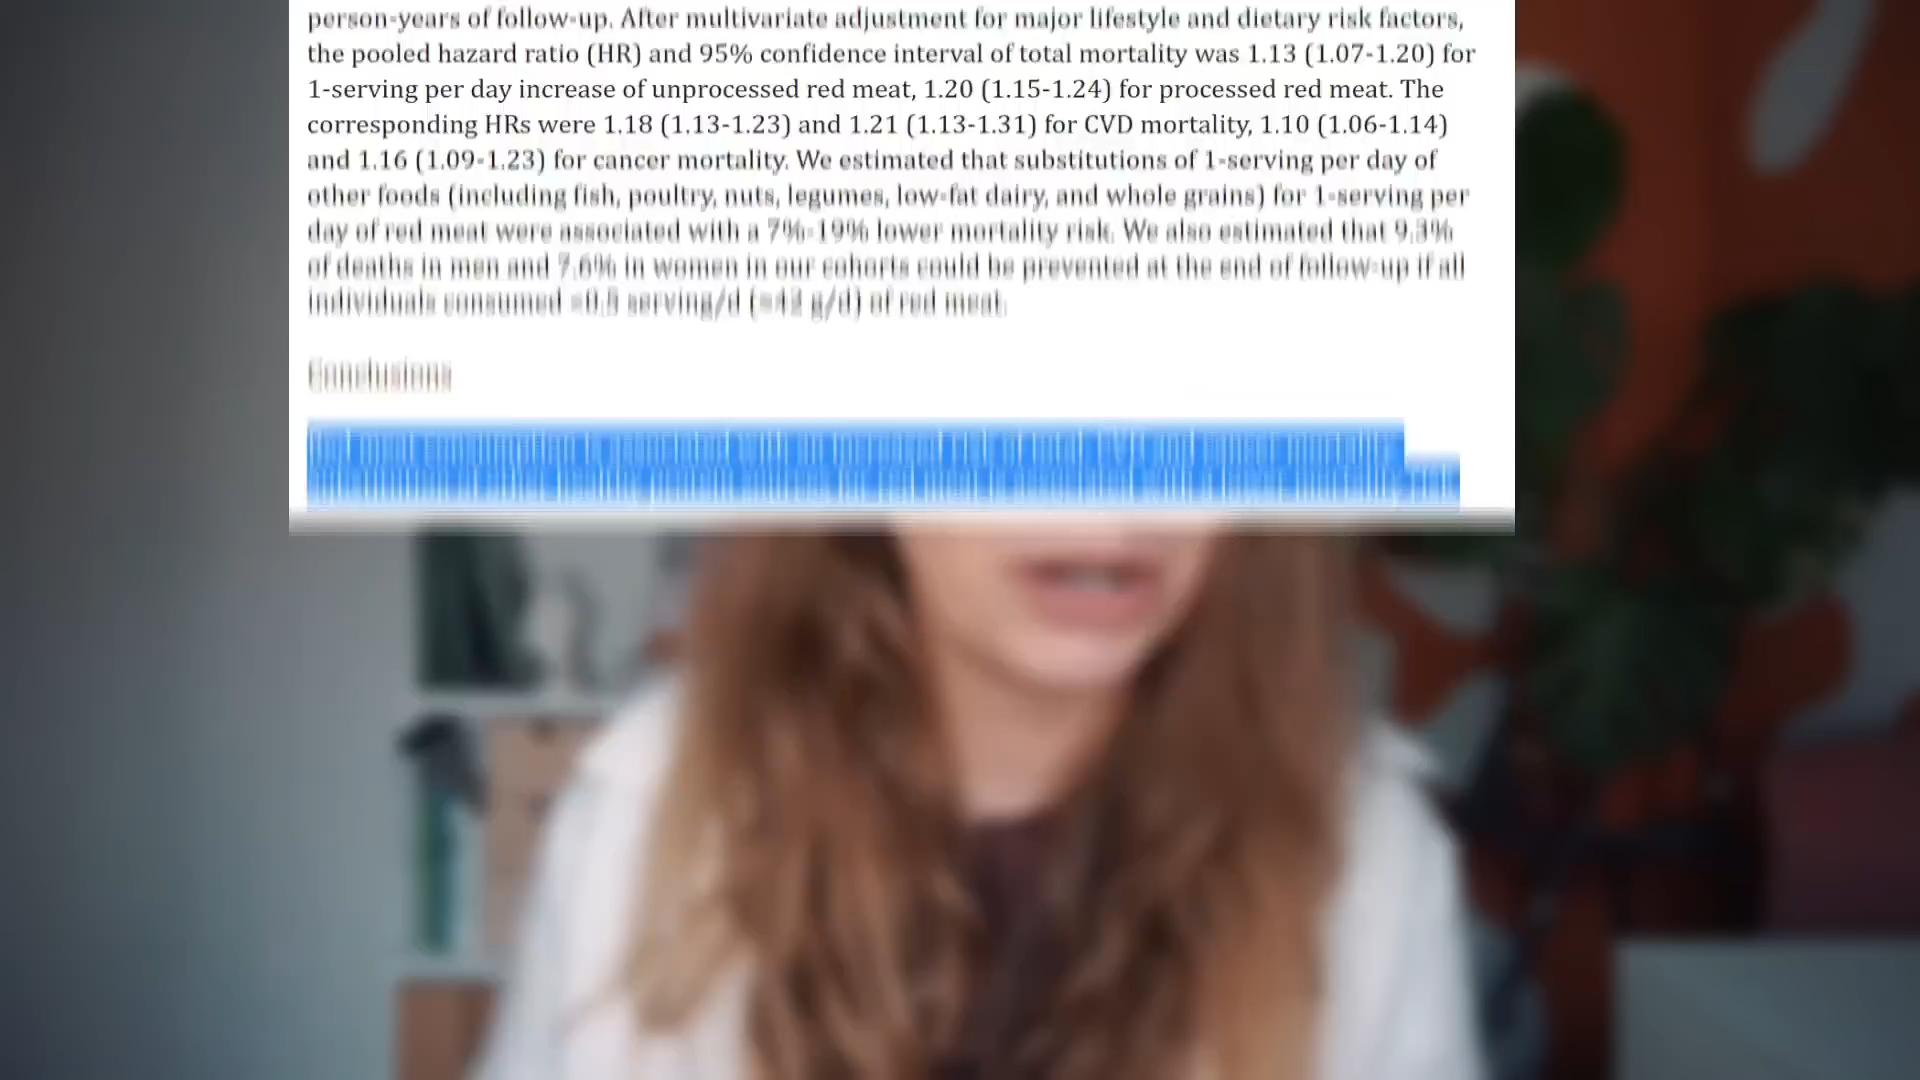 person-years of follow-up. After multivariate adjustment for major lifestyle and dietary risk factors,
the pooled hazard ratio (HR) and 95% confidence interval of total mortality was 1.13 (1.07-1.20) for
1-serving per day increase of unprocessed red meat, 1.20 (1.15-1.24) for processed red meat. The
corresponding HRs were 1.18 (1.13-1.23) and 1.21 (1.13-1.31) for CVD mortality, 1.10 (1.06-1.14)
and 1.16 (1.09-1.23) for cancer mortality. We estimated that substitutions of 1-serving per day of
other foods (including fish, poultry, nuts, legumes, low-fat dairy, and whole grains) for 1-serving per
day of red meat were associated with a 7%-19% lower mortality risk. We also estimated that 9.3%
of deaths in men and 7.6% in women in our cohorts could be prevented at the end of follow-up if all
individuals consumed serving/d g/d) of red meat.
Conclusions